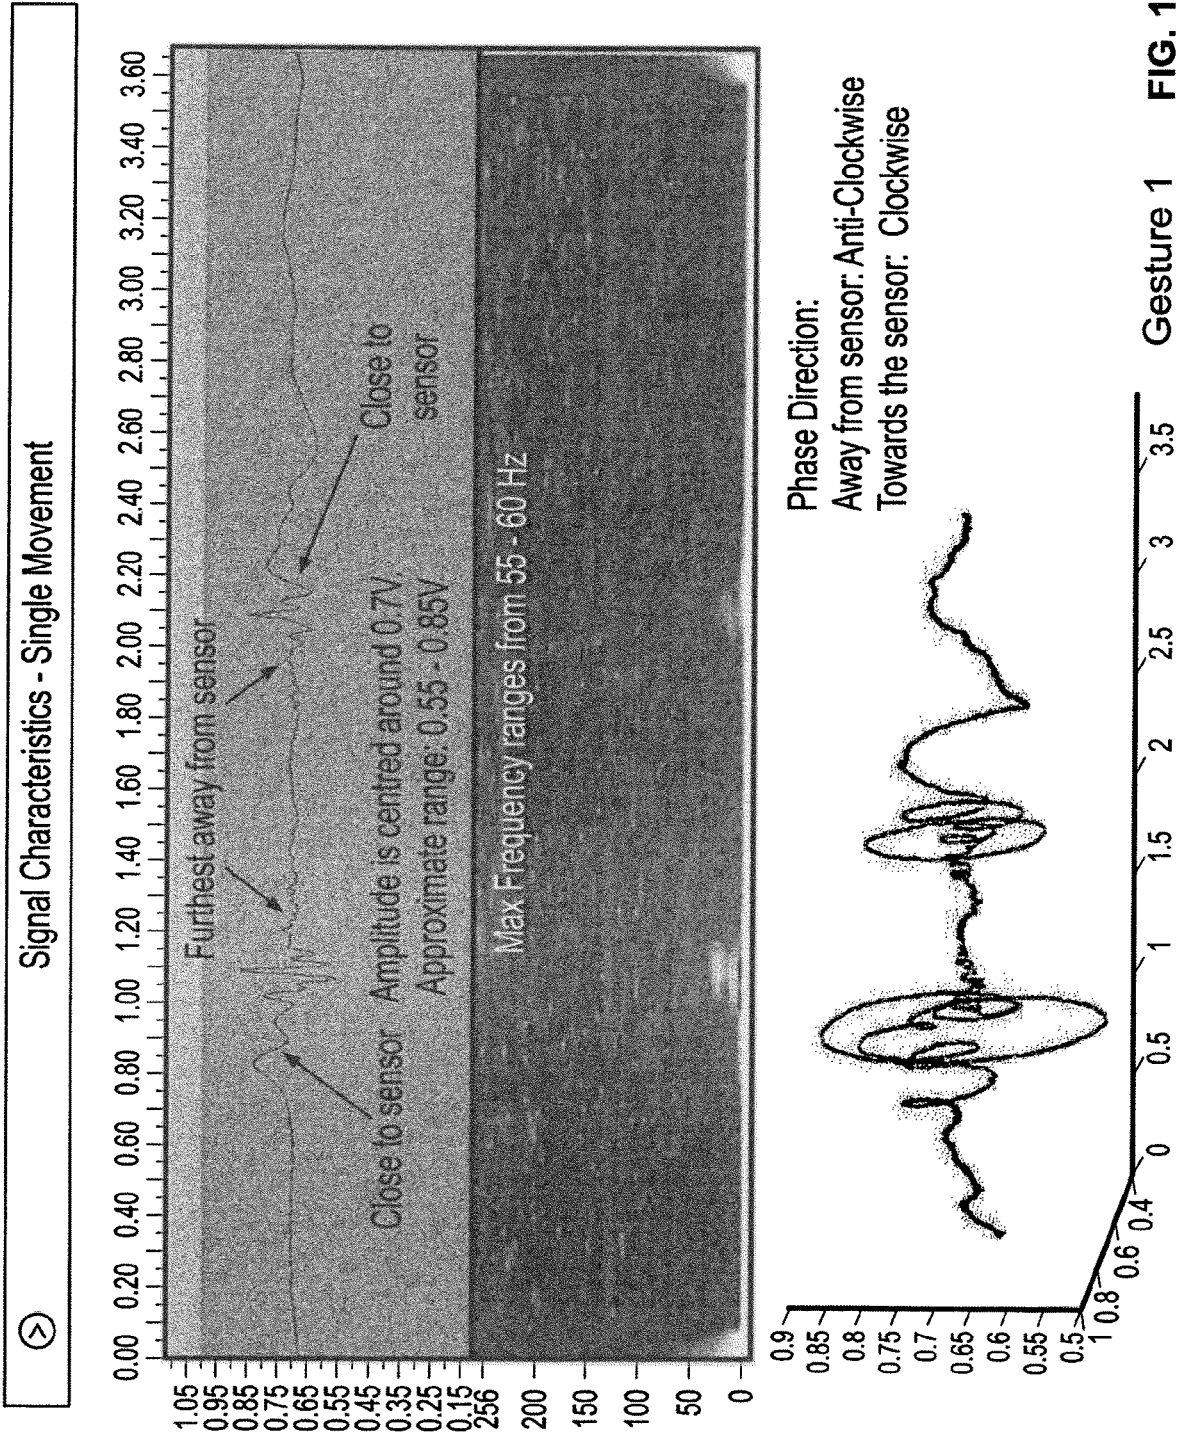 Signal Characteristics - Single Movement
0.00 0.20 0.40 0.60 0.80 1.00 1.20 1.40 1.60 1.80 2.00 2.20 2.40 2.60 2.80 3.00 3.20 3.40 3.60
1.05
0.95
0.85
0.75
0.65
0.55
0.45
0.35
0.25
0.15
Furthest away from sensor
Close to sensor
Amplitude is centred around 0.7V,
Approximate range: 0.55 - 0.85V
Close to
sensor
256
200
150
100
50
0
Max Frequency ranges from 55 - 60 Hz
Phase Direction:
Away from sensor: Anti-Clockwise
Towards the sensor: Clockwise
0.9
0.85
0.8
0.75
0.7
0.65
0.6
0.55
0.5
1
0.8
0.6
0.4
0 0.5 1 1.5 2 2.5 3 3.5
Gesture 1
FIG. 1